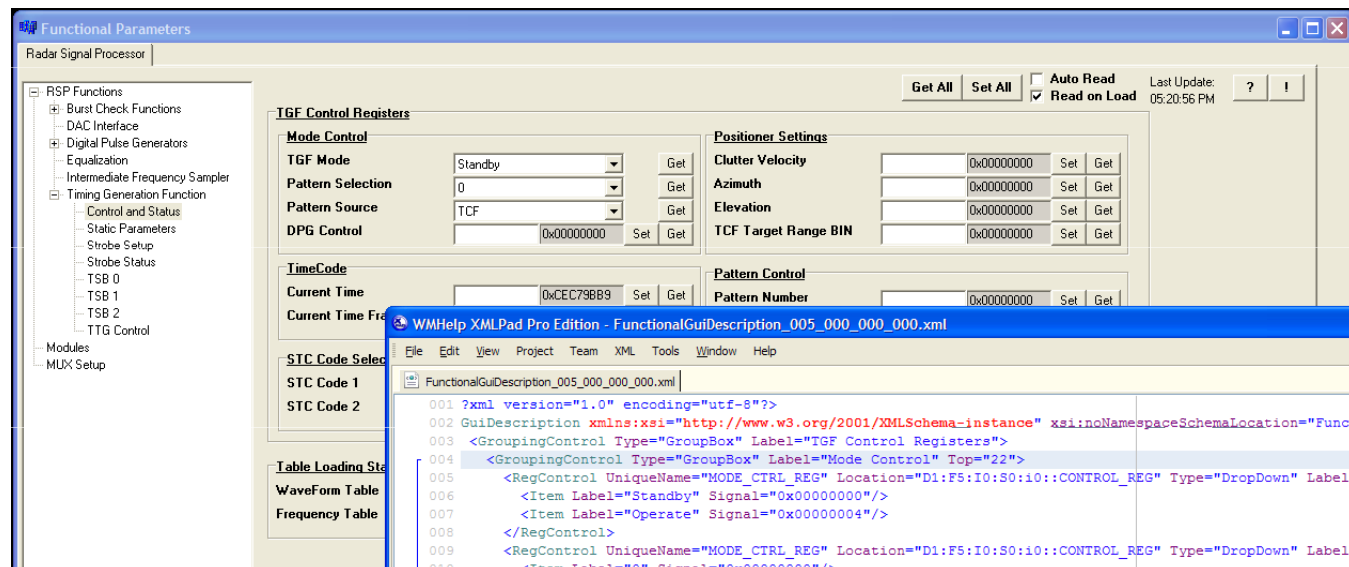 Functional Parameters
Radar Signal Processor
RSP Functions
Burst Check Functions
DAC Interface
Digital Pulse Generators
Equalization
Intermediate Frequency Sampler
Timing Generation Function
Control and Status
Static Parameters
Strobe Setup
Strobe Status
TSB 0
TSB 1
TSB 2
TTG Control
Modules
MUX Setup
Get All Set All Auto Read Read on Load Last Update: 05:20:56 PM ? !
TGF Control Registers
Mode Control
TGF Mode Standby Get
Pattern Selection 0 Get
Pattern Source TCF Get
DPG Control 0x00000000 Set Get
Positioner Settings
Clutter Velocity 0x00000000 Set Get
Azimuth 0x00000000 Set Get
Elevation 0x00000000 Set Get
TCF Target Range BIN 0x00000000 Set Get
TimeCode
Current Time 0xCEC79BB9 Set Get
Current Time Fra
Pattern Control
Pattern Number 0x00000000 Set Get
STC Code Selec
STC Code 1
STC Code 2
Table Loading Sta
WaveForm Table
Frequency Table
WMHelp XMLPad Pro Edition - FunctionalGuiDescription_005_000_000_000.xml
File Edit View Project Team XML Tools Window Help
FunctionalGuiDescription_005_000_000_000.xml
001 ?xml version="1.0" encoding="utf-8"?>
002 GuiDescription xmlns:xsi="http://www.w3.org/2001/XMLSchema-instance" xsi:noNamespaceSchemaLocation="Func
003 <GroupingControl Type="GroupBox" Label="TGF Control Registers">
004 <GroupingControl Type="GroupBox" Label="Mode Control" Top="22">
005 <RegControl UniqueName="MODE_CTRL_REG" Location="D1:F5:I0:S0:i0::CONTROL_REG" Type="DropDown" Label
006 <Item Label="Standby" Signal="0x00000000"/>
007 <Item Label="Operate" Signal="0x00000004"/>
008 </RegControl>
009 <RegControl UniqueName="MODE_CTRL_REG" Location="D1:F5:I0:S0:i0::CONTROL_REG" Type="DropDown" Label
010 <Item Label="0" Signal="0x00000000"/>